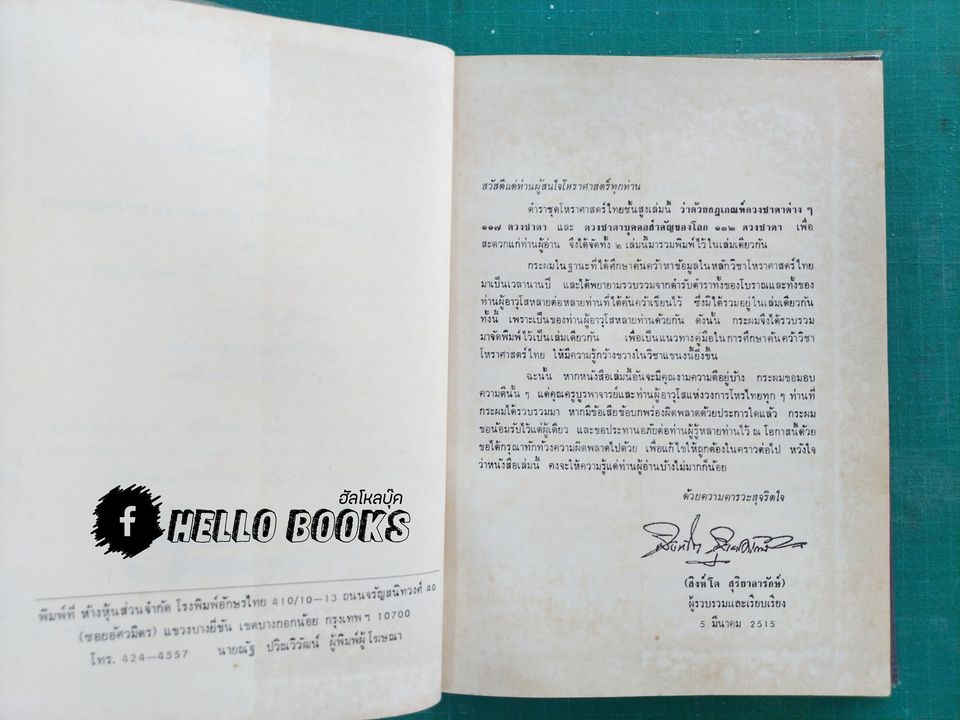 ฮัลโหลบุ๊ค
f HELLO BOOKS
พิมพ์ที่ ห้างหุ้นส่วนจำกัด โรงพิมพ์อักษรไทย 410/10-13 ถนนจรัญสนิทวงศ์ 40
(ซอยอัศวมิตร) แขวงบางยี่ขัน เขตบางกอกน้อย กรุงเทพฯ 10700
โทร. 424-4557 นายณัฐ ปวิณวิวัฒน์ ผู้พิมพ์ผู้โฆษณา
สวัสดีแด่ท่านผู้สนใจโหราศาสตร์ทุกท่าน
ตำราชุดโหราศาสตร์ไทยชั้นสูงเล่มนี้ ว่าด้วยกฎเกณฑ์ดวงชาตาต่าง ๆ
๑๑๗ ดวงชาตา และ ดวงชาตาบุคคลสำคัญของโลก ๑๓๒ ดวงชาตา เพื่อ
สะดวกแก่ท่านผู้อ่าน จึงได้จัดทั้ง ๒ เล่มนี้มารวมพิมพ์ไว้ในเล่มเดียวกัน
กระผมในฐานะที่ได้ศึกษาค้นคว้าหาข้อมูลในหลักวิชาโหราศาสตร์ไทย
มาเป็นเวลานานปี และได้พยายามรวบรวมจากตำรับตำราทั้งของโบราณและทั้งของ
ท่านผู้อาวุโสหลายต่อหลายท่านที่ได้ค้นคว้าเขียนไว้ ซึ่งมิได้รวมอยู่ในเล่มเดียวกัน
ทั้งนี้ เพราะเป็นของท่านผู้อาวุโสหลายท่านด้วยกัน ดังนั้น กระผมจึงได้รวบรวม
มาจัดพิมพ์ไว้เป็นเล่มเดียวกัน เพื่อเป็นแนวทางคู่มือในการศึกษาค้นคว้าวิชา
โหราศาสตร์ไทย ให้มีความรู้กว้างขวางในวิชาแขนงนี้ยิ่งขึ้น
ฉะนั้น หากหนังสือเล่มนี้อันจะมีคุณงามความดีอยู่บ้าง กระผมขอมอบ
ความดีนั้น ๆ แด่คุณครูบูรพาจารย์และท่านผู้อาวุโสแห่งวงการโหรไทยทุก ๆ ท่านที่
กระผมได้รวบรวมมา หากมีข้อเสียข้อบกพร่องผิดพลาดด้วยประการใดแล้ว กระผม
ขอน้อมรับไว้แต่ผู้เดียว และขอประทานอภัยต่อท่านผู้รู้หลายท่านไว้ ณ โอกาสนี้ด้วย
ขอได้กรุณาทักท้วงความผิดพลาดไปด้วย เพื่อแก้ไขให้ถูกต้องในคราวต่อไป หวังใจ
ว่าหนังสือเล่มนี้ คงจะให้ความรู้แด่ท่านผู้อ่านบ้างไม่มากก็น้อย
ด้วยความคารวะสุจริตใจ
(สิงห์โต สุริยาอารักษ์)
ผู้รวบรวมและเรียบเรียง
5 มีนาคม 2515